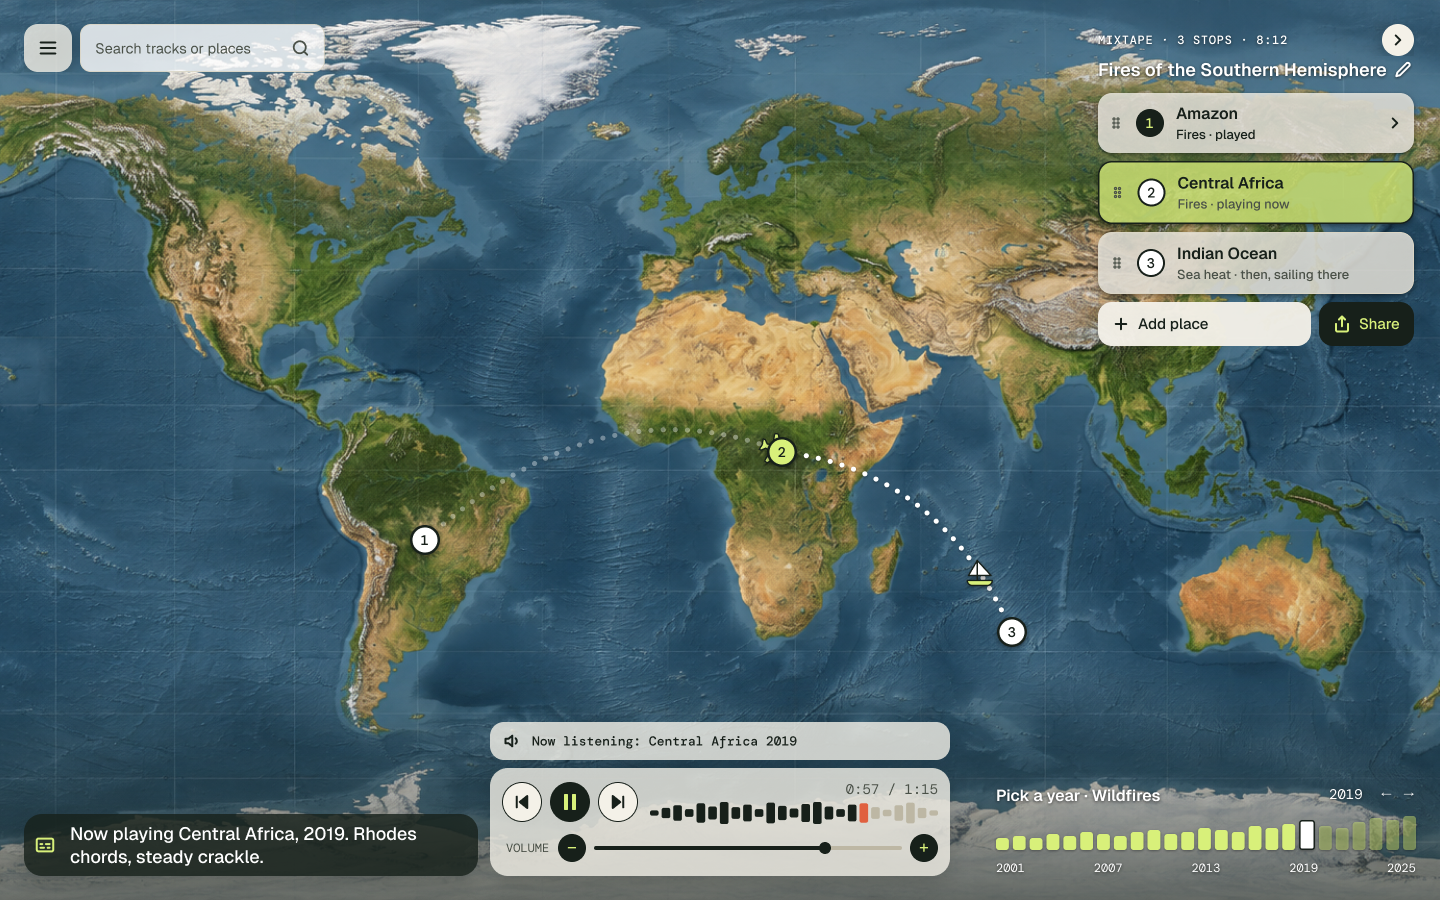 Search tracks or places
MIXTAPE · 3 STOPS · 8:12
Fires of the Southern Hemisphere
1
Amazon
Fires · played
2
Central Africa
Fires · playing now
3
Indian Ocean
Sea heat · then, sailing there
Add place
Share
2
1
3
Now listening: Central Africa 2019
0:57 / 1:15
VOLUME
Now playing Central Africa, 2019. Rhodes
chords, steady crackle.
Pick a year · Wildfires
2019 ← →
2001 2007 2013 2019 2025